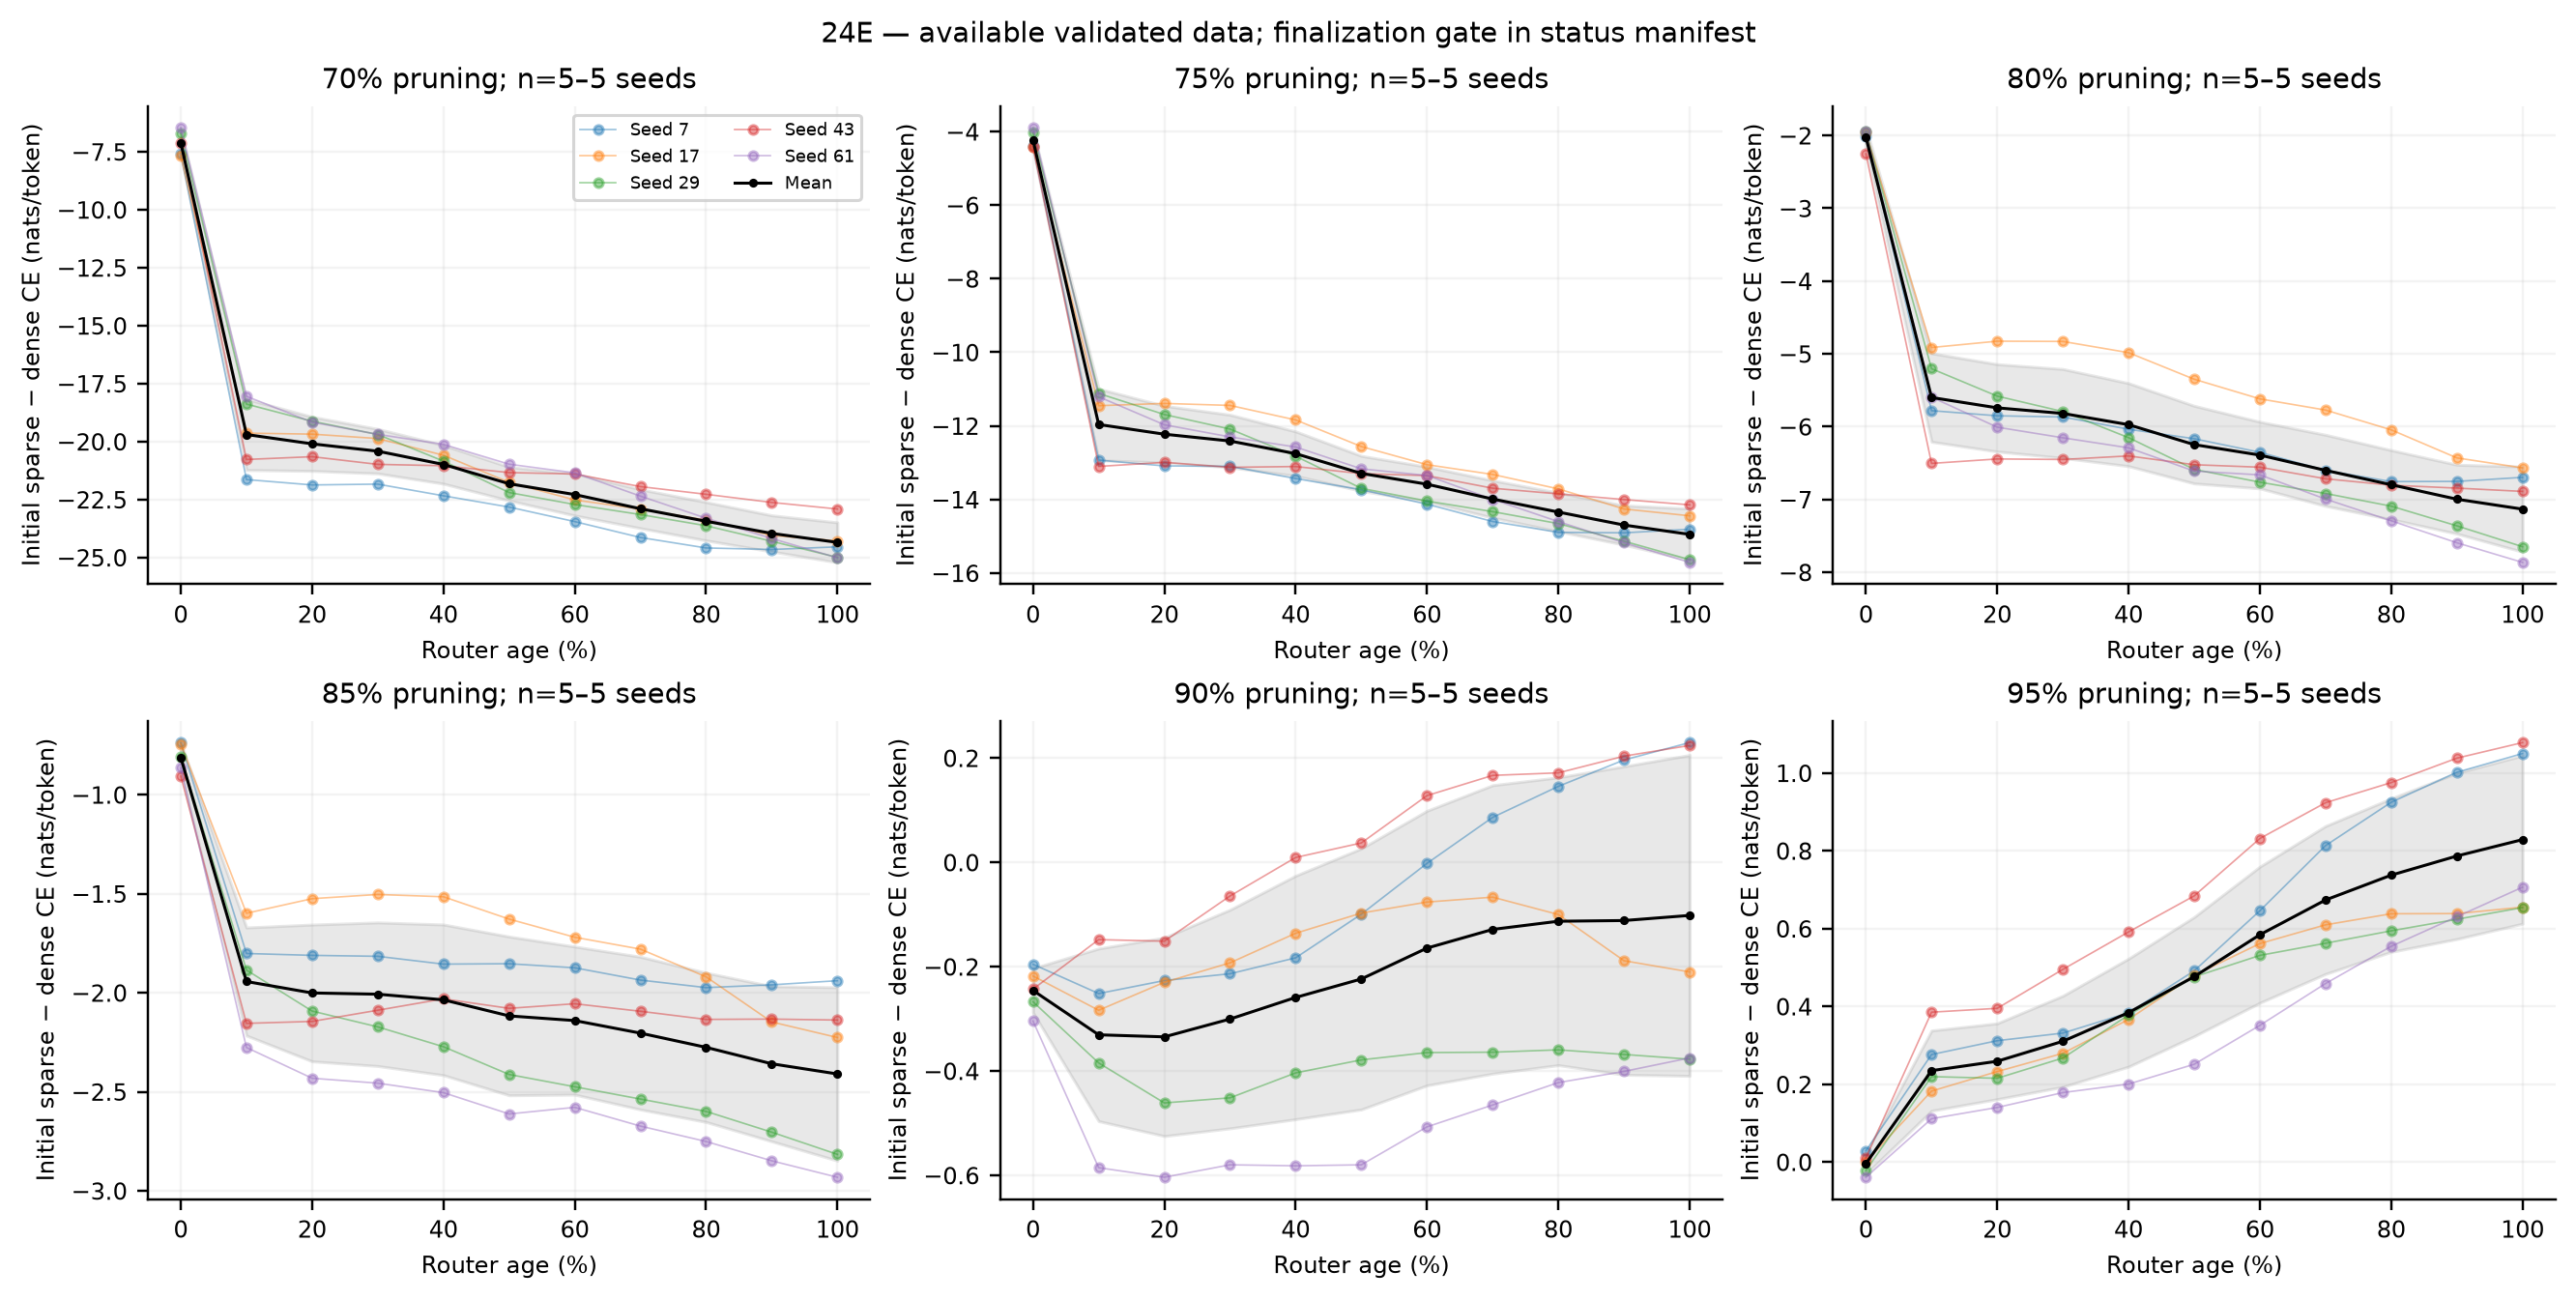 24E — available validated data; finalization gate in status manifest
70% pruning; n=5–5 seeds
Initial sparse − dense CE (nats/token)
−7.5
−10.0
−12.5
−15.0
−17.5
−20.0
−22.5
−25.0
Seed 7
Seed 17
Seed 29
Seed 43
Seed 61
Mean
0 20 40 60 80 100
Router age (%)
75% pruning; n=5–5 seeds
Initial sparse − dense CE (nats/token)
−4
−6
−8
−10
−12
−14
−16
0 20 40 60 80 100
Router age (%)
80% pruning; n=5–5 seeds
Initial sparse − dense CE (nats/token)
−2
−3
−4
−5
−6
−7
−8
0 20 40 60 80 100
Router age (%)
85% pruning; n=5–5 seeds
Initial sparse − dense CE (nats/token)
−1.0
−1.5
−2.0
−2.5
−3.0
0 20 40 60 80 100
Router age (%)
90% pruning; n=5–5 seeds
Initial sparse − dense CE (nats/token)
0.2
0.0
−0.2
−0.4
−0.6
0 20 40 60 80 100
Router age (%)
95% pruning; n=5–5 seeds
Initial sparse − dense CE (nats/token)
1.0
0.8
0.6
0.4
0.2
0.0
0 20 40 60 80 100
Router age (%)